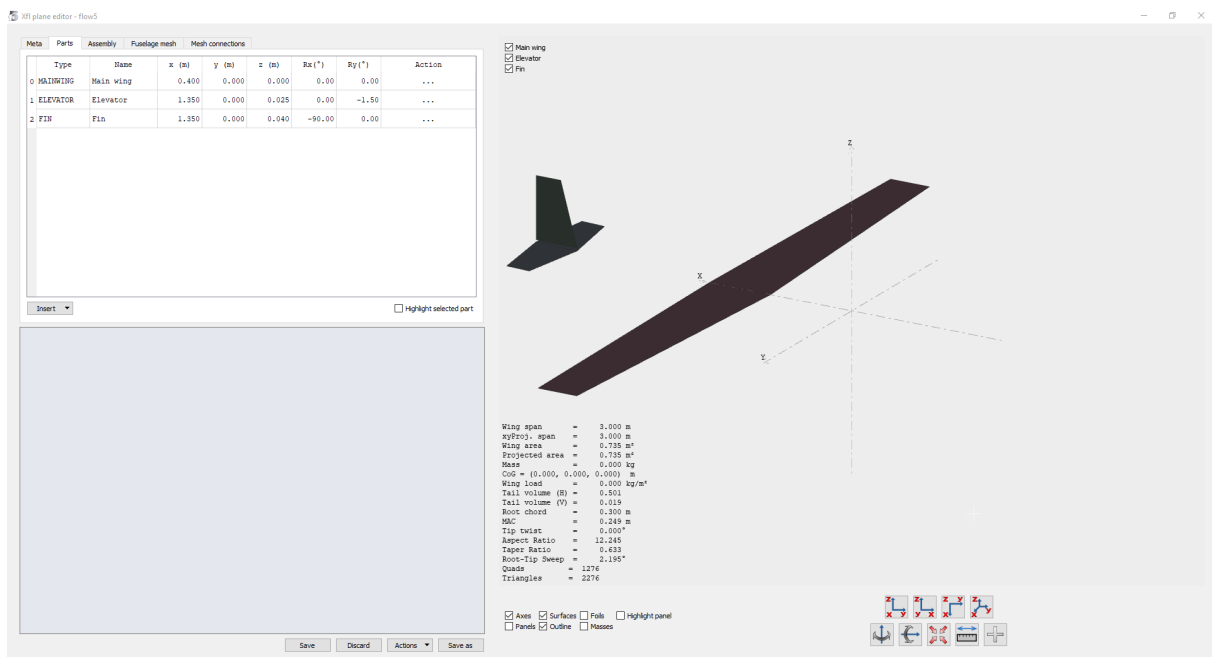 Xfl plane editor - flow5
Meta Parts Assembly Fuselage mesh Mesh connections
Type Name x (m) y (m) z (m) Rx(°) Ry(°) Action
0 MAINWING Main wing 0.400 0.000 0.000 0.00 0.00 ...
1 ELEVATOR Elevator 1.350 0.000 0.025 0.00 -1.50 ...
2 FIN Fin 1.350 0.000 0.040 -90.00 0.00 ...
Insert
Highlight selected part
Save Discard Actions Save as
Main wing
Elevator
Fin
Z
X
Y
Wing span = 3.000 m
xyProj. span = 3.000 m
Wing area = 0.735 m²
Projected area = 0.735 m²
Mass = 0.000 kg
CoG = (0.000, 0.000, 0.000) m
Wing load = 0.000 kg/m²
Tail volume (H) = 0.501
Tail volume (V) = 0.019
Root chord = 0.300 m
MAC = 0.249 m
Tip twist = 0.000°
Aspect Ratio = 12.245
Taper Ratio = 0.633
Root-Tip Sweep = 2.195°
Quads = 1276
Triangles = 2276
Axes Surfaces Foils Highlight panel
Panels Outline Masses
z x y
z y x
z y x
z x y